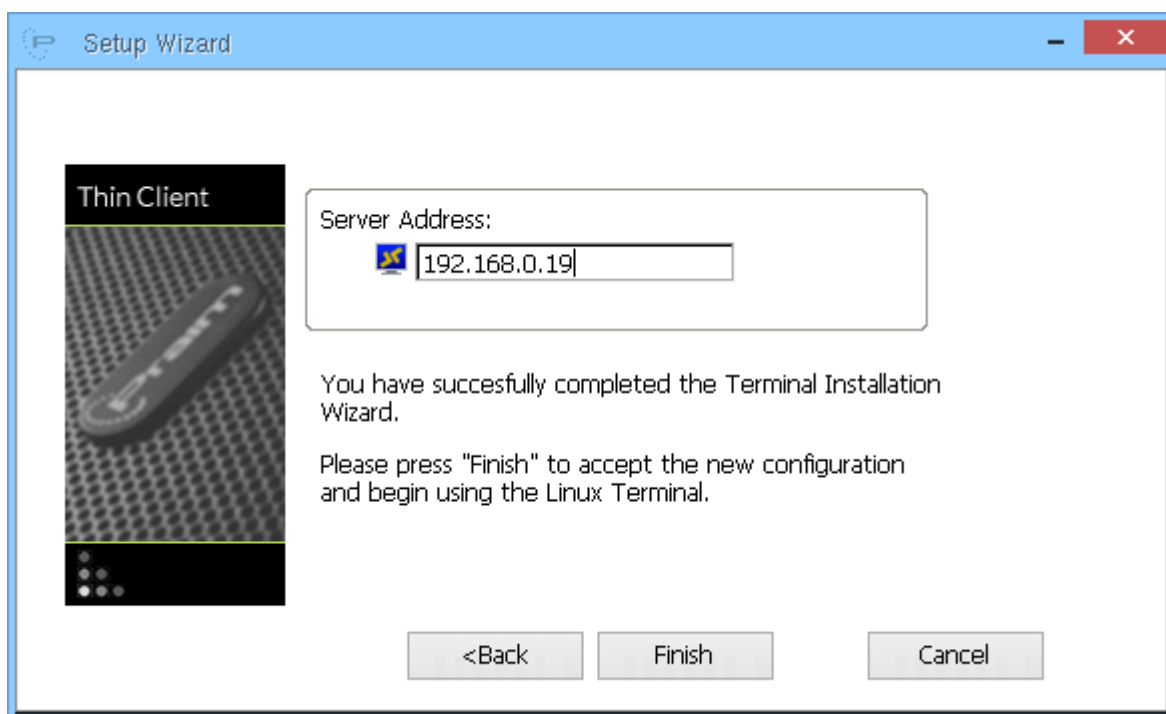 Setup Wizard
Thin Client
Server Address:
192.168.0.19
You have succesfully completed the Terminal Installation
Wizard.
Please press "Finish" to accept the new configuration
and begin using the Linux Terminal.
<Back
Finish
Cancel